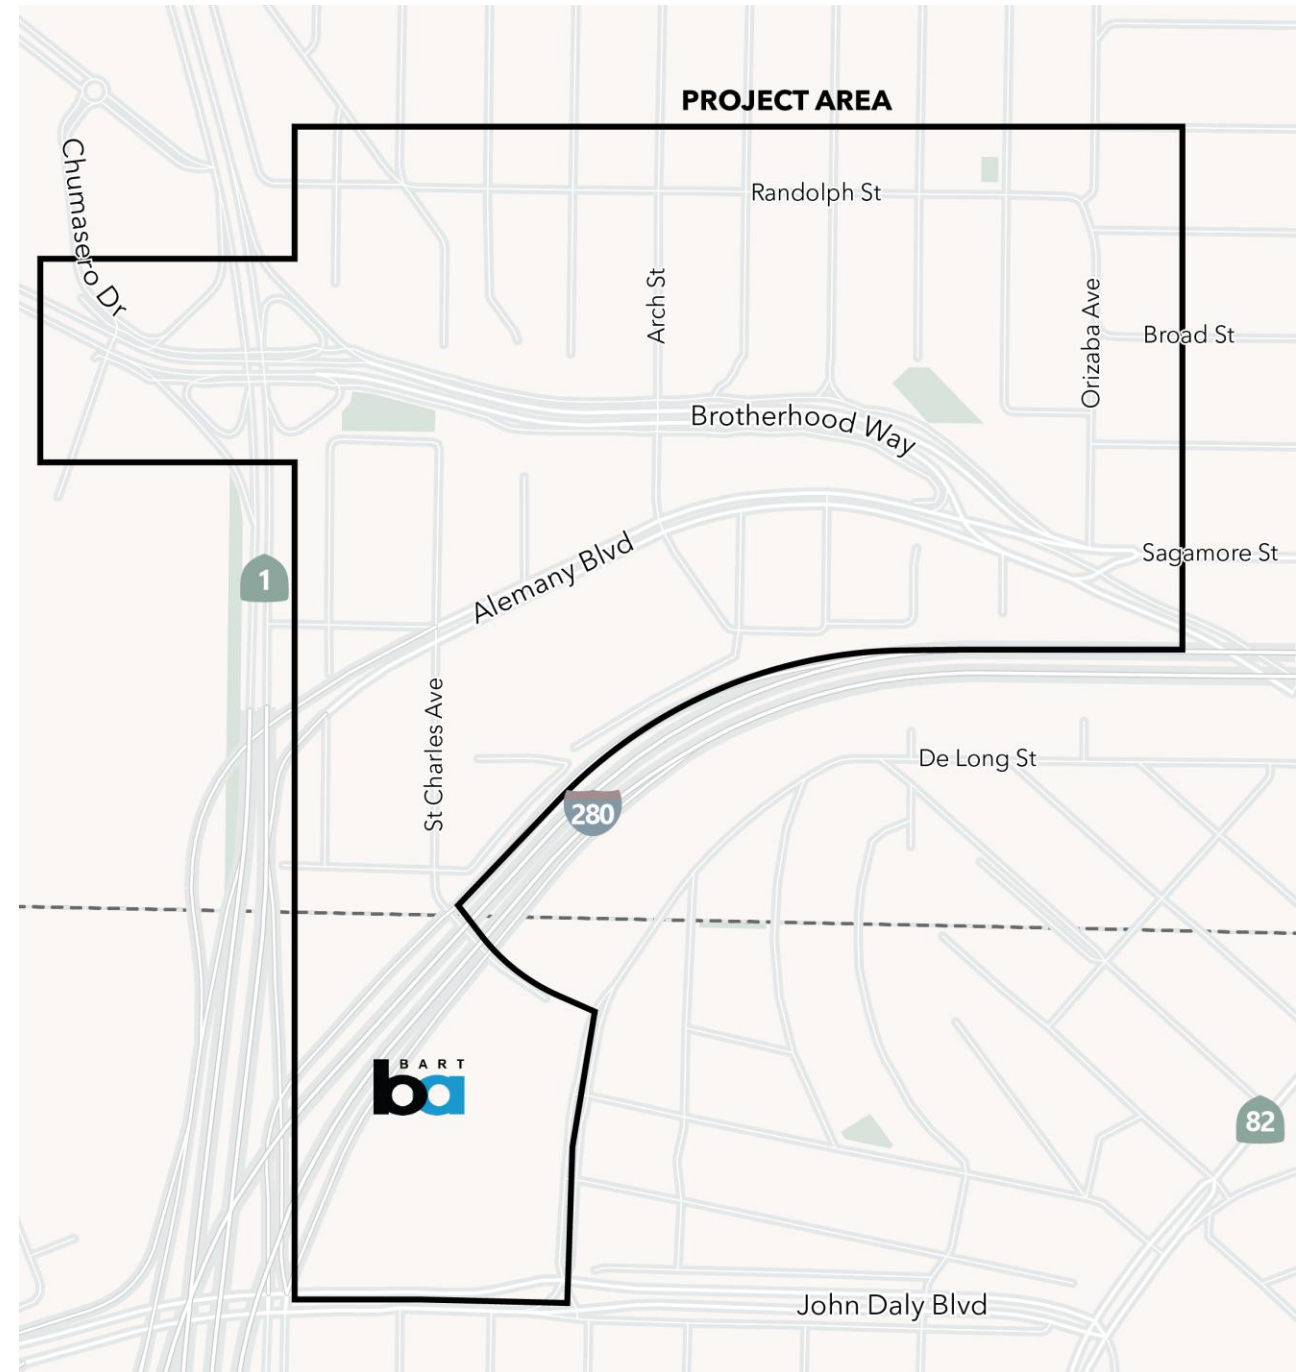 PROJECT AREA
Chumasero Dr
Randolph St
Arch St
Orizaba Ave
Broad St
Brotherhood Way
Alemany Blvd
Sagamore St
1
St Charles Ave
De Long St
280
BART
ba
82
John Daly Blvd